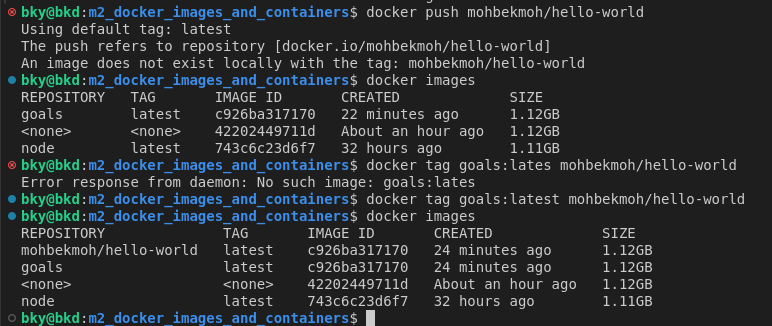 bky@bkd:m2_docker_images_and_containers$ docker push mohbekmoh/hello-world
Using default tag: latest
The push refers to repository [docker.io/mohbekmoh/hello-world]
An image does not exist locally with the tag: mohbekmoh/hello-world
bky@bkd:m2_docker_images_and_containers$ docker images
REPOSITORY   TAG       IMAGE ID       CREATED             SIZE
goals        latest    c926ba317170   22 minutes ago      1.12GB
<none>       <none>    42202449711d   About an hour ago   1.12GB
node         latest    743c6c23d6f7   32 hours ago        1.11GB
bky@bkd:m2_docker_images_and_containers$ docker tag goals:lates mohbekmoh/hello-world
Error response from daemon: No such image: goals:lates
bky@bkd:m2_docker_images_and_containers$ docker tag goals:latest mohbekmoh/hello-world
bky@bkd:m2_docker_images_and_containers$ docker images
REPOSITORY              TAG       IMAGE ID       CREATED             SIZE
mohbekmoh/hello-world   latest    c926ba317170   24 minutes ago      1.12GB
goals                   latest    c926ba317170   24 minutes ago      1.12GB
<none>                  <none>    42202449711d   About an hour ago   1.12GB
node                    latest    743c6c23d6f7   32 hours ago        1.11GB
bky@bkd:m2_docker_images_and_containers$